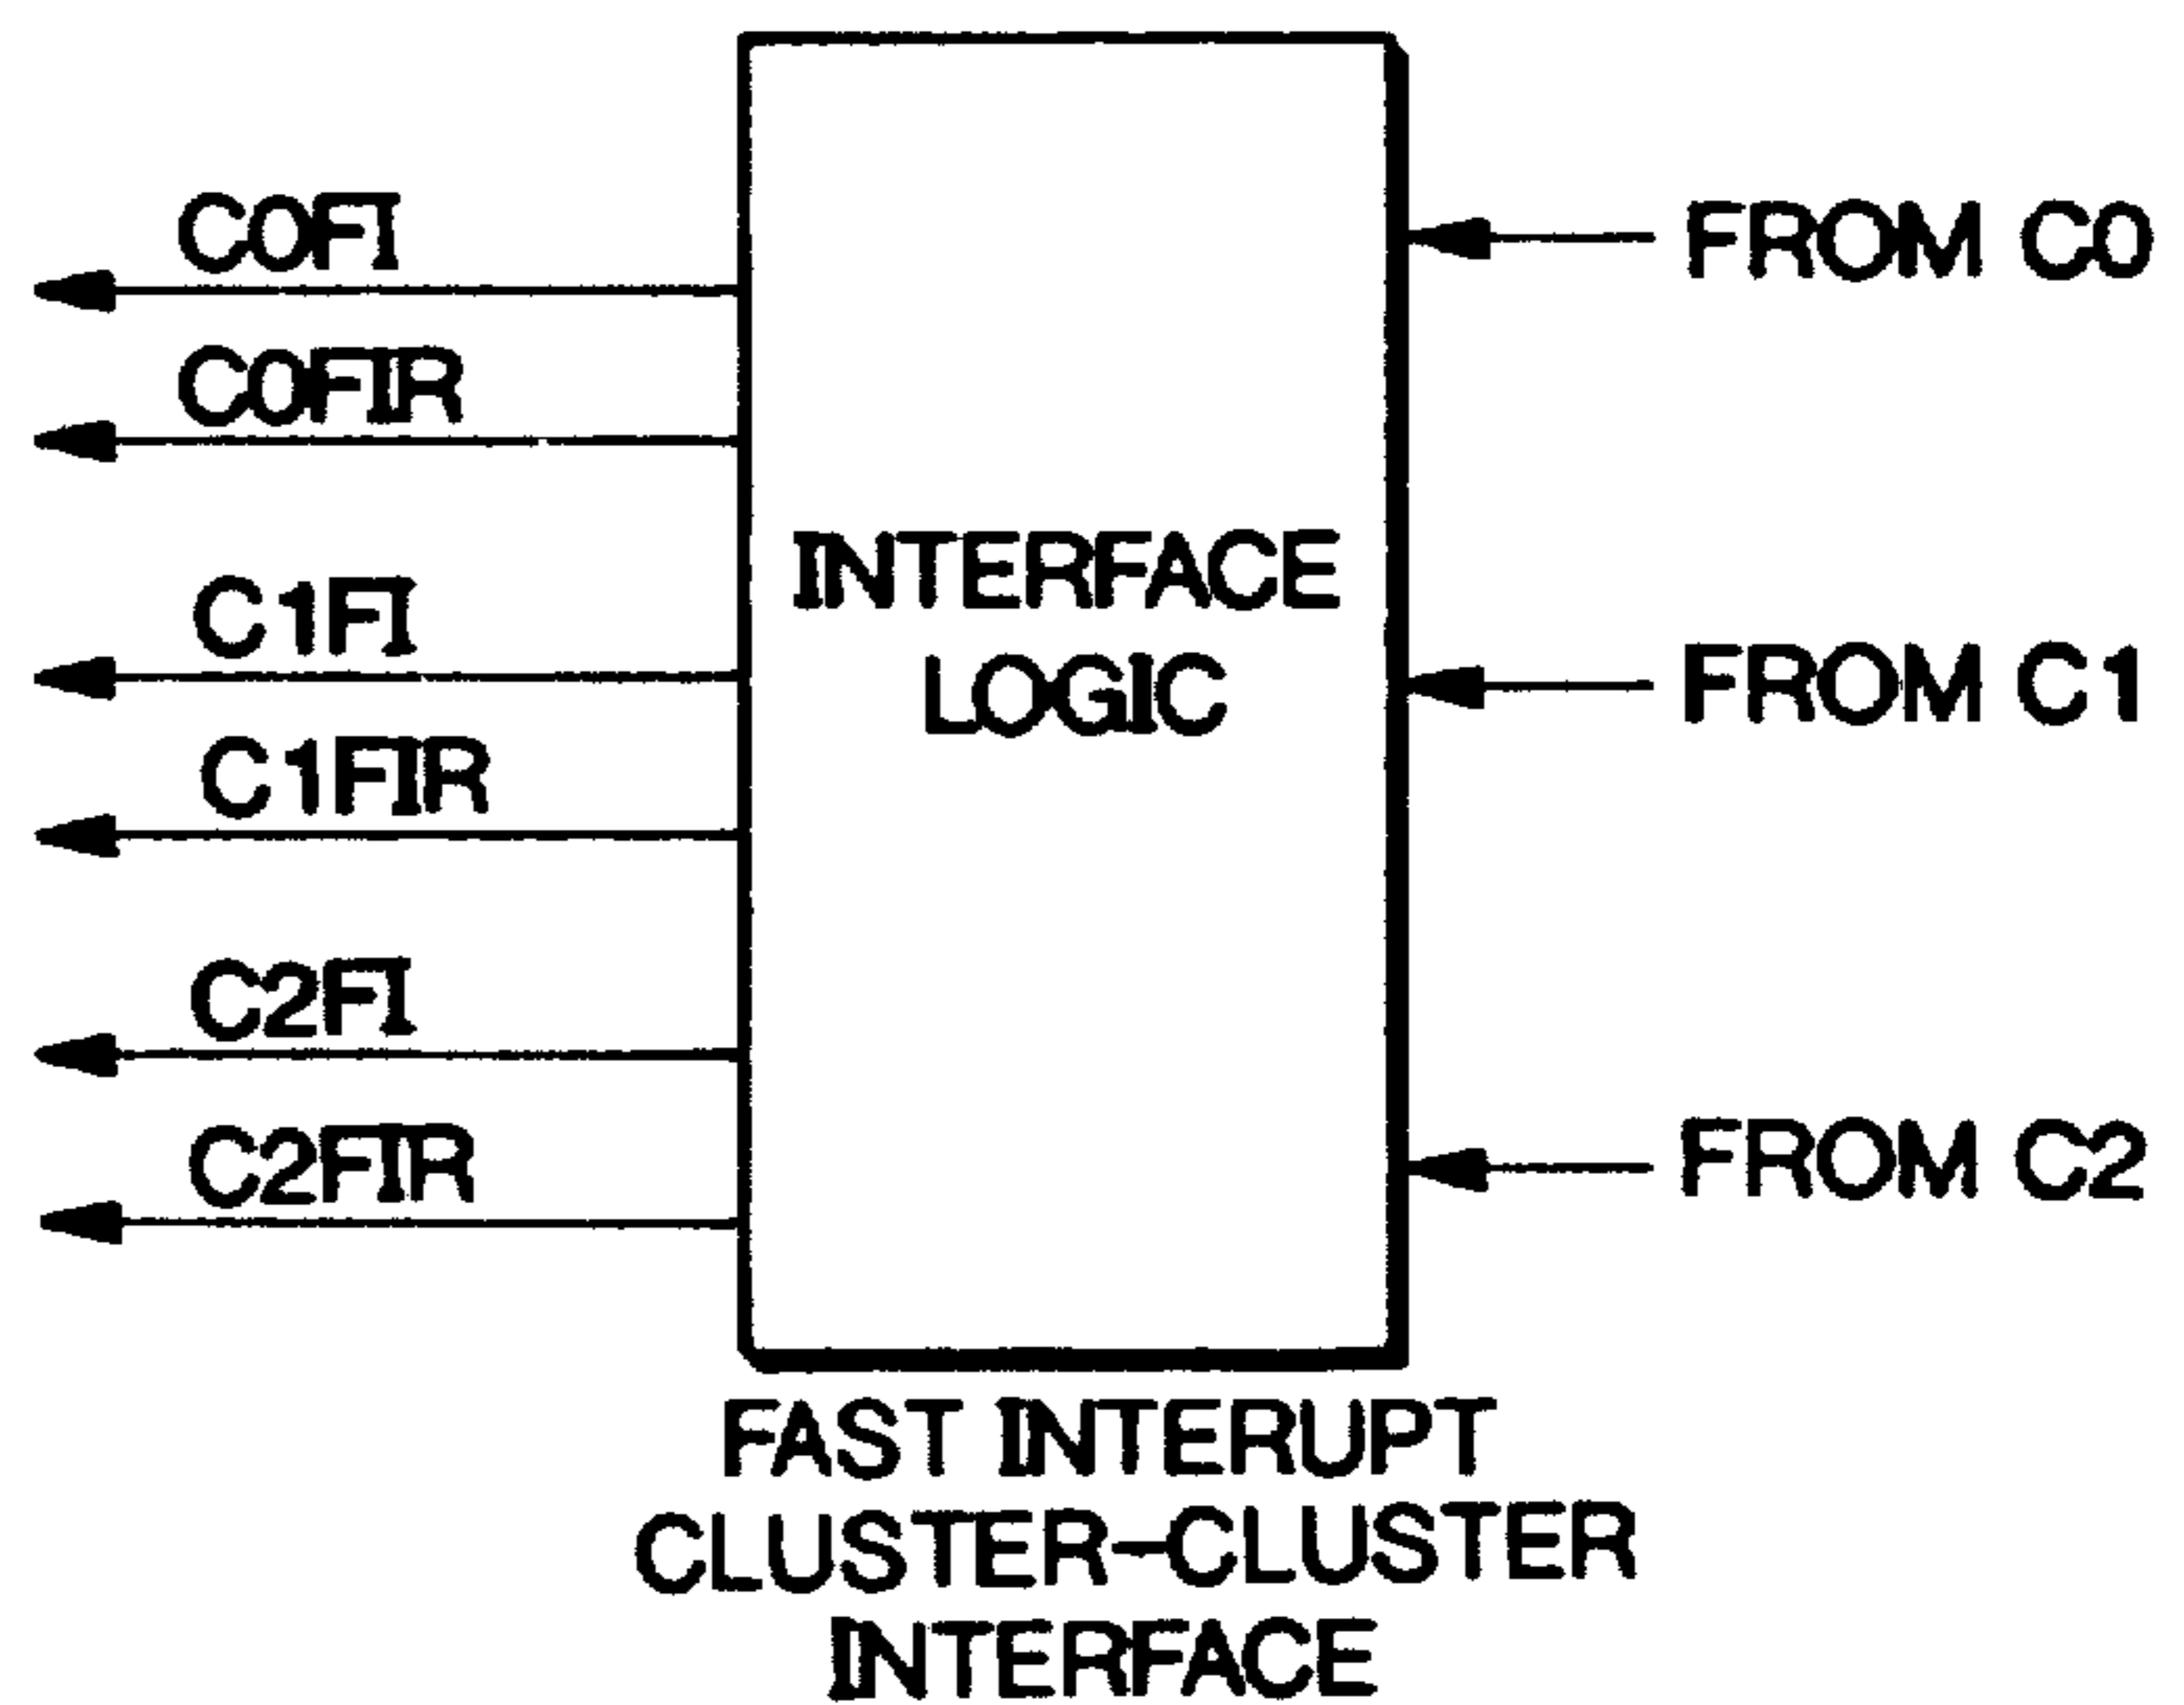 C0FI
FROM C0
C0FIR
INTERFACE
C1FI
LOGIC
FROM C1
C1FIR
C2FI
C2FIR
FROM C2
FAST INTERUPT
CLUSTER-CLUSTER
INTERFACE